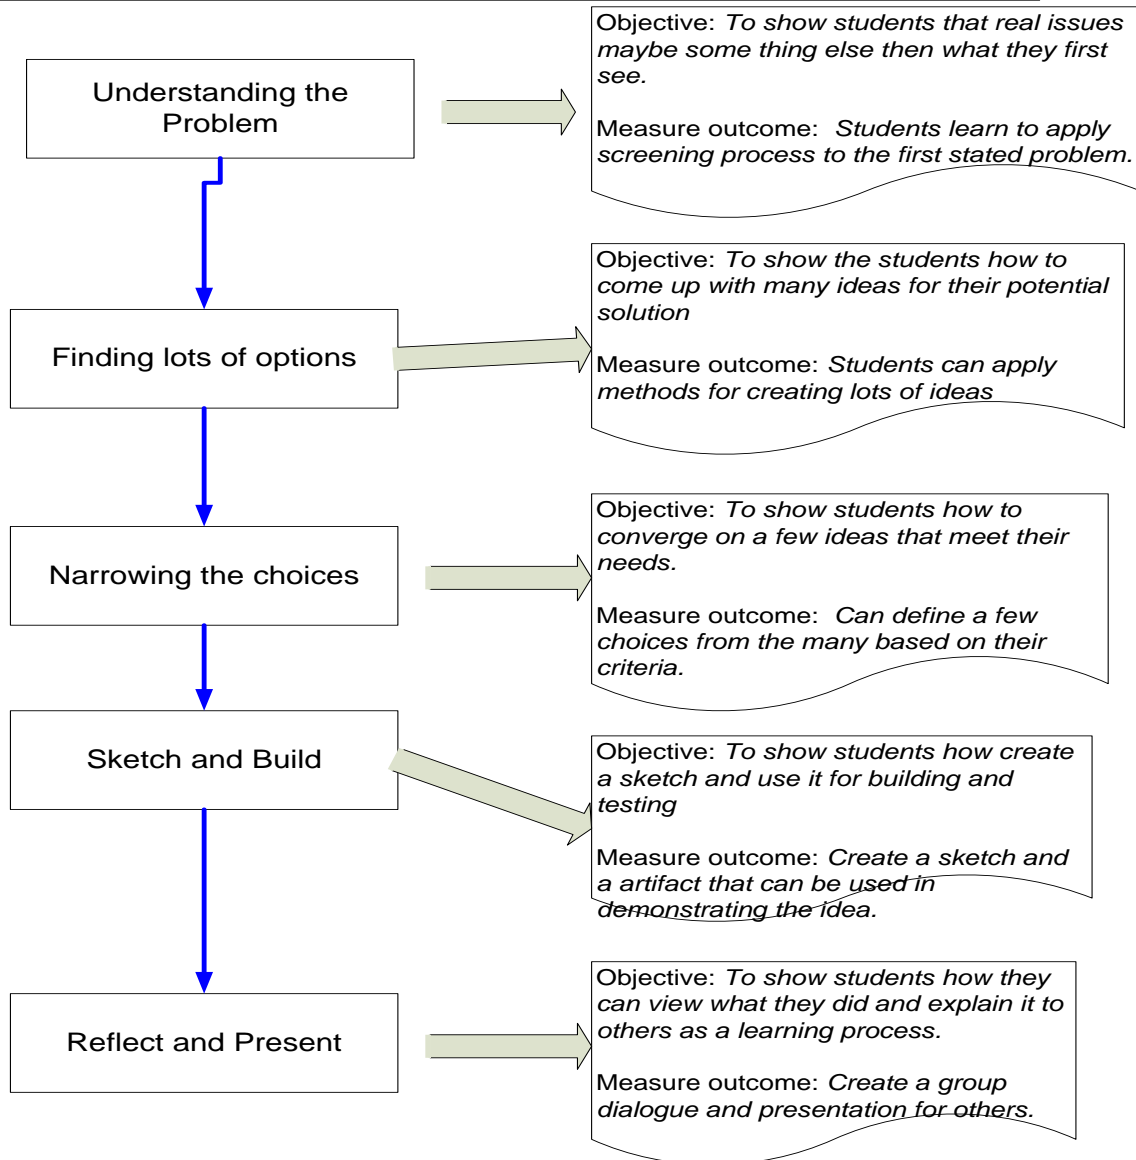 Understanding the
Problem
Objective: To show students that real issues
maybe some thing else then what they first
see.
Measure outcome: Students learn to apply
screening process to the first stated problem.
Finding lots of options
Objective: To show the students how to
come up with many ideas for their potential
solution
Measure outcome: Students can apply
methods for creating lots of ideas
Narrowing the choices
Objective: To show students how to
converge on a few ideas that meet their
needs.
Measure outcome: Can define a few
choices from the many based on their
criteria.
Sketch and Build
Objective: To show students how create
a sketch and use it for building and
testing
Measure outcome: Create a sketch and
a artifact that can be used in
demonstrating the idea.
Reflect and Present
Objective: To show students how they
can view what they did and explain it to
others as a learning process.
Measure outcome: Create a group
dialogue and presentation for others.